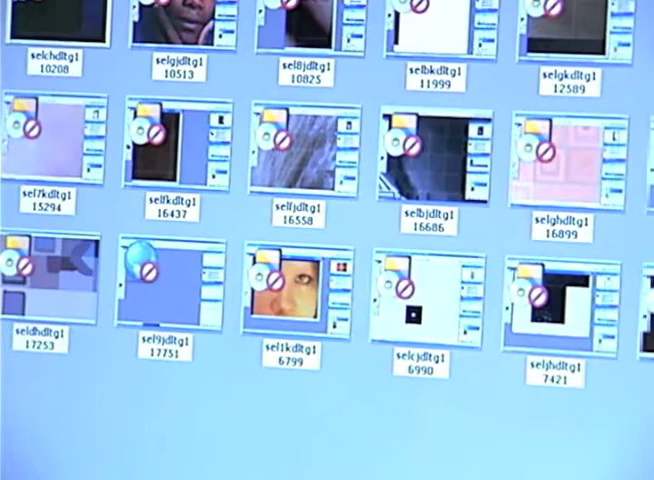 selchdltg1
10208
selgjdltg1
10513
sel8jdltg1
10825
selbkdltg1
11999
selgkdltg1
12589
sel7kdltg1
15294
selfkdltg1
16437
selfjdltg1
16558
selbjdltg1
16686
selghdltg1
16899
seldhdltg1
17253
sel9jdltg1
17751
sel1kdltg1
6799
selcjdltg1
6990
seljhdltg1
7421